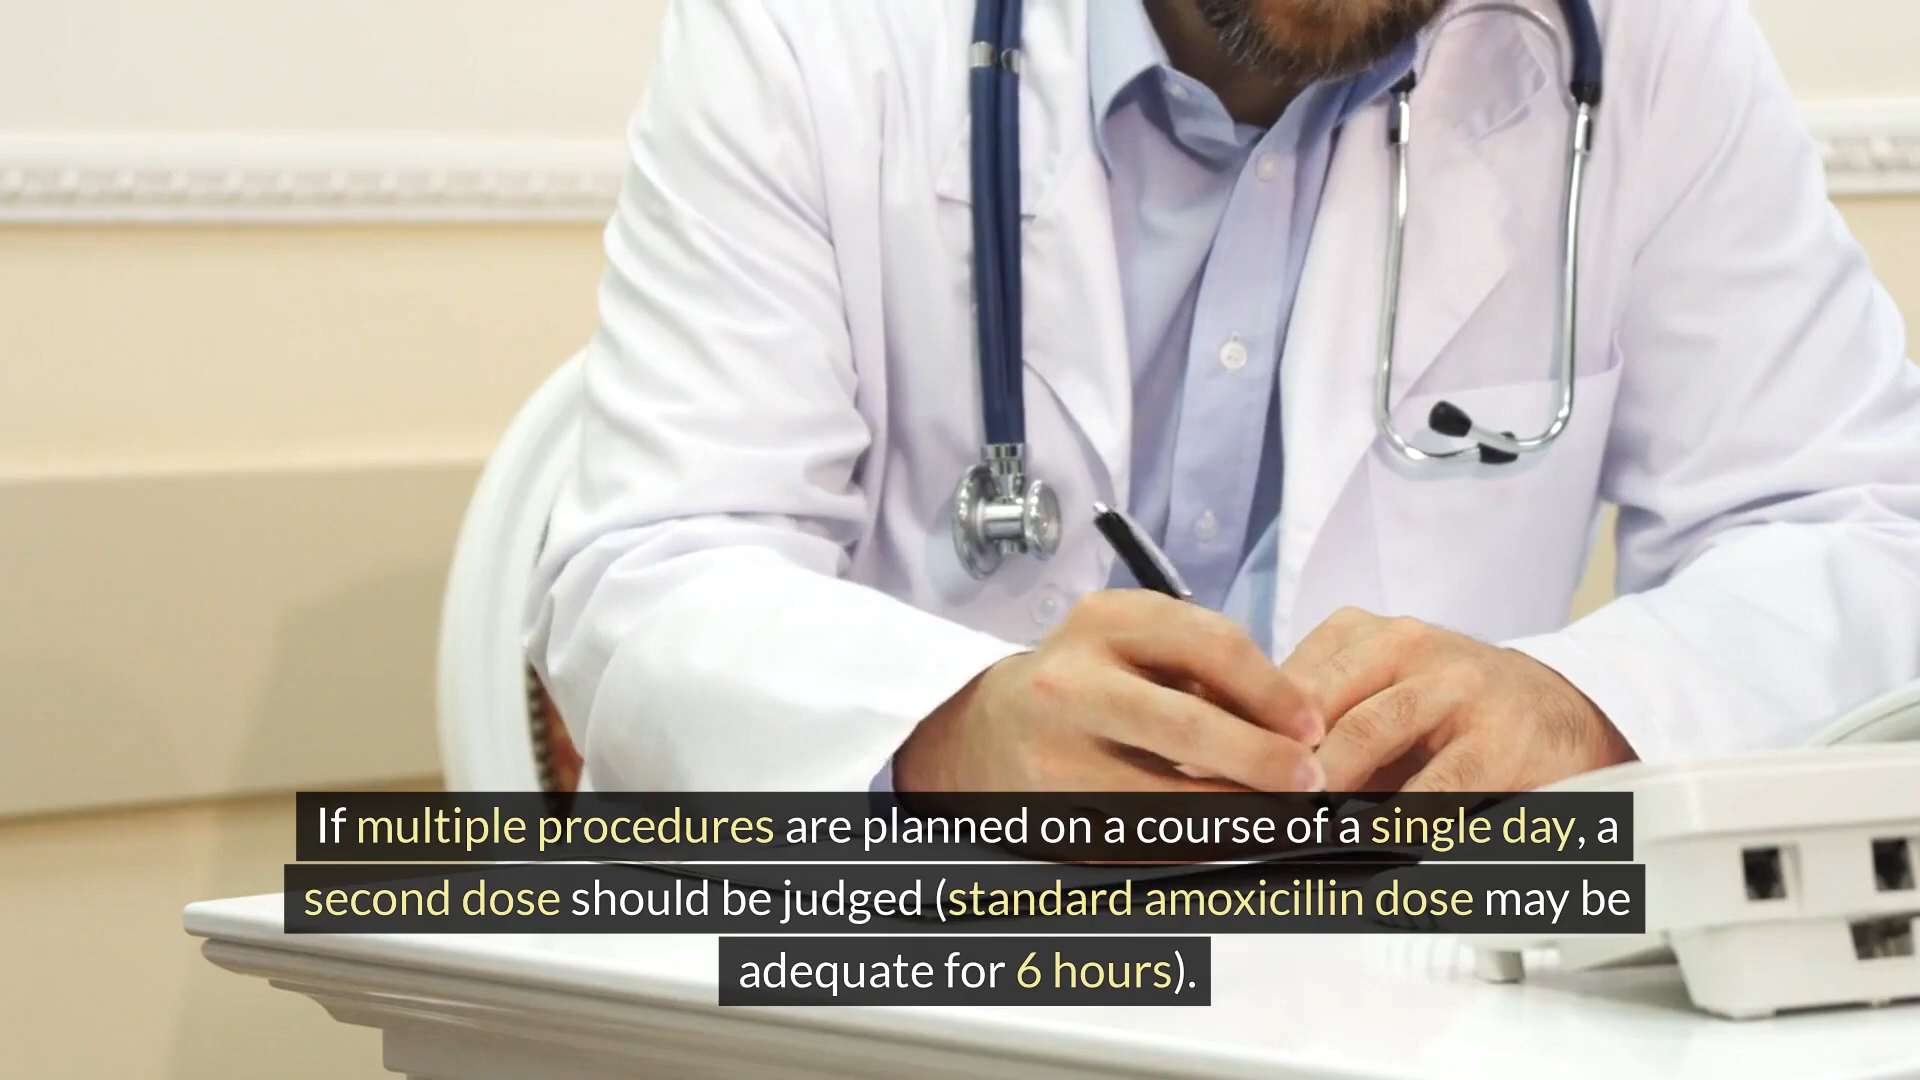 If multiple procedures are planned on a course of a single day, a
second dose should be judged (standard amoxicillin dose may be
adequate for 6 hours).